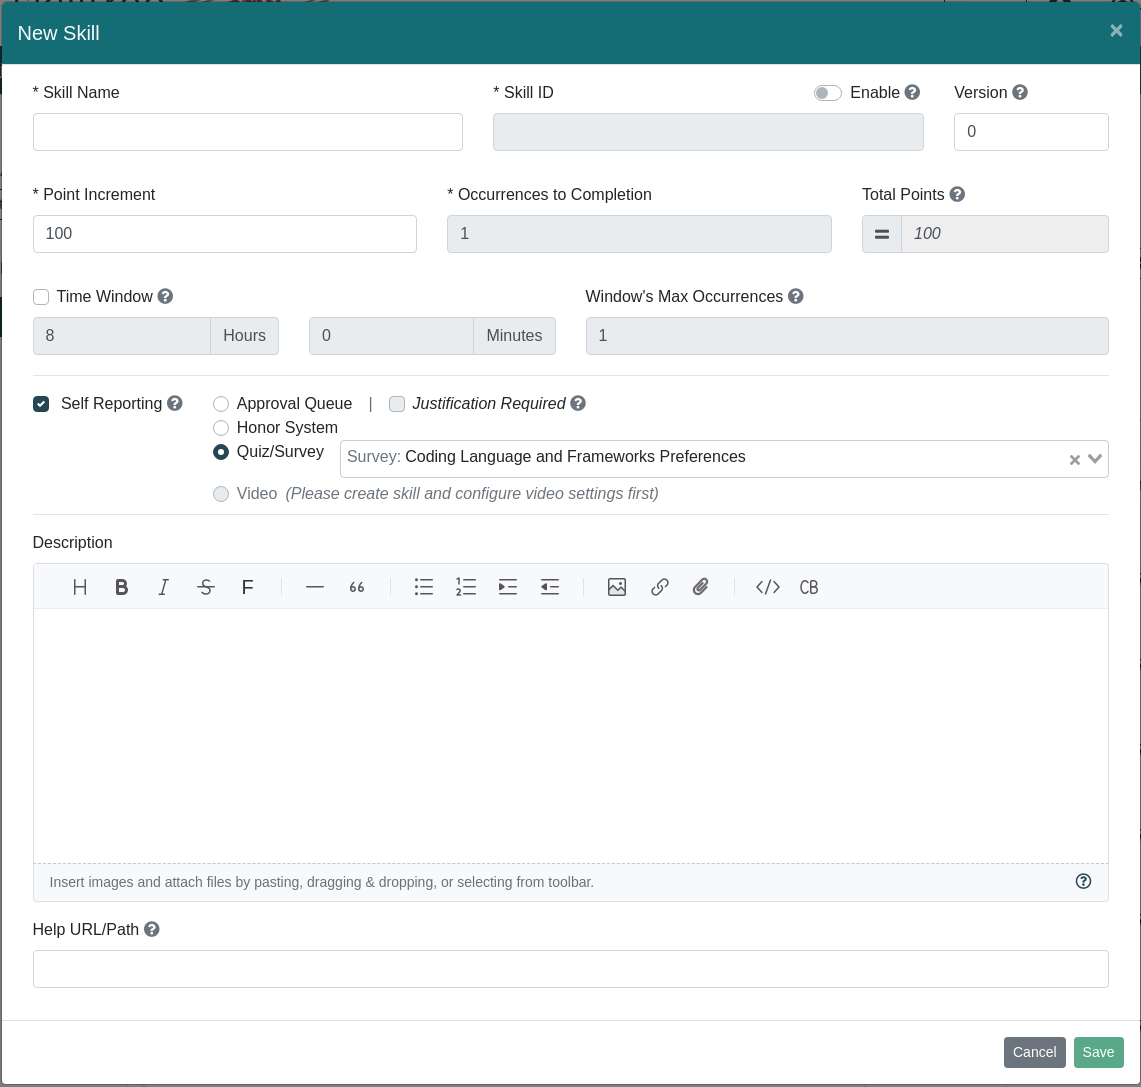 New Skill
* Skill Name
* Skill ID
Enable
Version
0
* Point Increment
* Occurrences to Completion
Total Points
100
1
=
100
Time Window
Window's Max Occurrences
8
Hours
0
Minutes
1
Self Reporting
Approval Queue
|
Justification Required
Honor System
Quiz/Survey
Survey: Coding Language and Frameworks Preferences
Video (Please create skill and configure video settings first)
Description
H B I S F — 66 </> CB
Insert images and attach files by pasting, dragging & dropping, or selecting from toolbar.
Help URL/Path
Cancel
Save